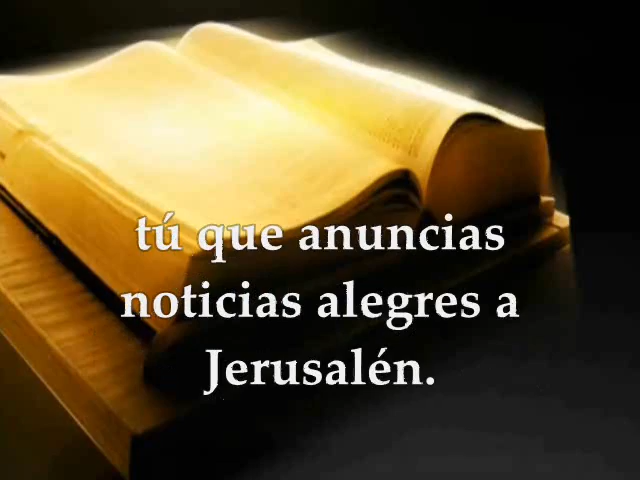 tú que anuncias
noticias alegres a
Jerusalén.